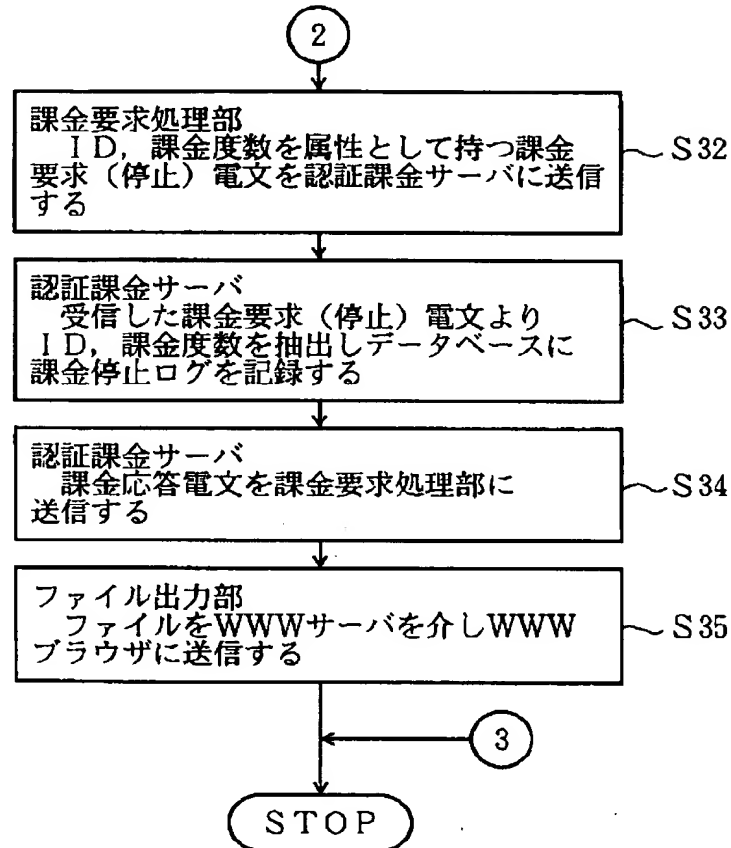 2
課金要求処理部
ＩＤ，課金度数を属性として持つ課金
要求（停止）電文を認証課金サーバに送信
する
S32
認証課金サーバ
受信した課金要求（停止）電文より
ＩＤ，課金度数を抽出しデータベースに
課金停止ログを記録する
S33
認証課金サーバ
課金応答電文を課金要求処理部に
送信する
S34
ファイル出力部
ファイルをWWWサーバを介しWWW
ブラウザに送信する
S35
3
STOP